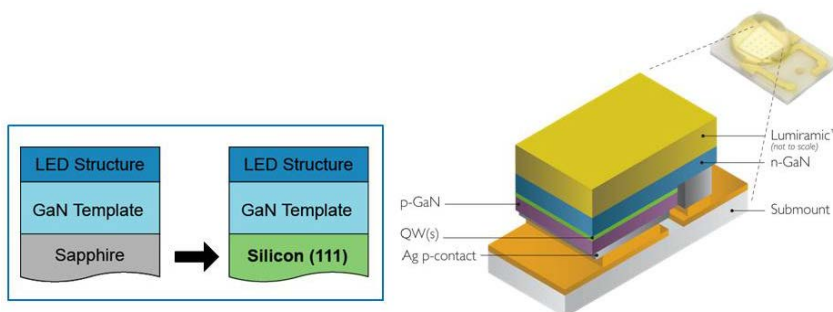 LED Structure
GaN Template
Sapphire
LED Structure
GaN Template
Silicon (111)
Lumiramic
(not to scale)
n-GaN
p-GaN
Submount
QW(s)
Ag p-contact